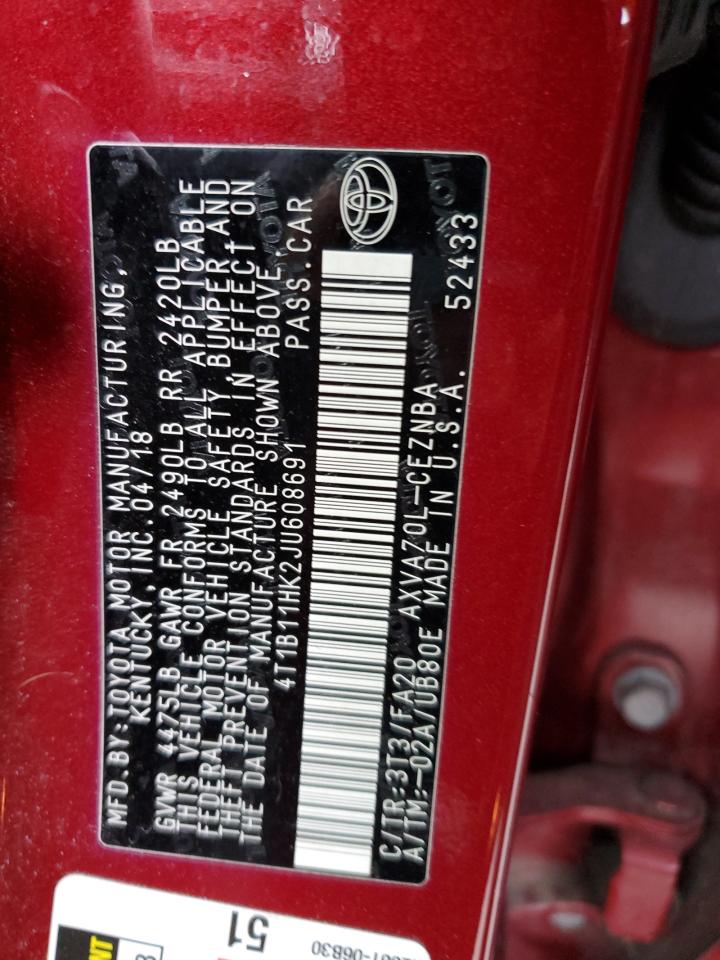 MFD.BY:TOYOTA MOTOR MANUFACTURING,
KENTUCKY, INC.04/18
GVWR 4475LB GAWR FR 2490LB RR 2420LB
THIS VEHICLE CONFORMS TO ALL APPLICABLE
FEDERAL MOTOR VEHICLE SAFETY, BUMPER AND
THEFT PREVENTION STANDARDS IN EFFECT ON
THE DATE OF MANUFACTURE SHOWN ABOVE.
4T1B11HK2JU608691 PASS.CAR
C/TR:3T3/FA20 AXVA70L-CEZNBA
A/TM:-02A/UB80E MADE IN U.S.A. 52433
51